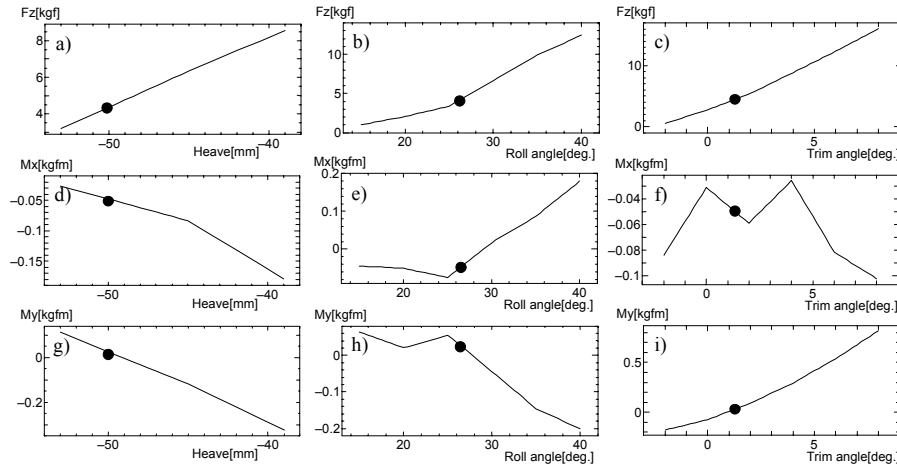 Fz[kgf]
a)
8
6
4
−50
−40
Heave[mm]
Fz[kgf]
b)
15
10
5
0
20
30
40
Roll angle[deg.]
Fz[kgf]
c)
10
0
0
5
Trim angle[deg.]
Mx[kgfm]
d)
−0.05
−0.1
−0.15
−50
−40
Heave[mm]
Mx[kgfm]
e)
0.2
0.1
0
20
30
40
Roll angle[deg.]
Mx[kgfm]
f)
−0.04
−0.06
−0.08
−0.1
0
5
Trim angle[deg.]
My[kgfm]
g)
0
−0.2
−50
−40
Heave[mm]
My[kgfm]
h)
0
−0.1
−0.2
20
30
40
Roll angle[deg.]
My[kgfm]
i)
0.5
0
0
5
Trim angle[deg.]